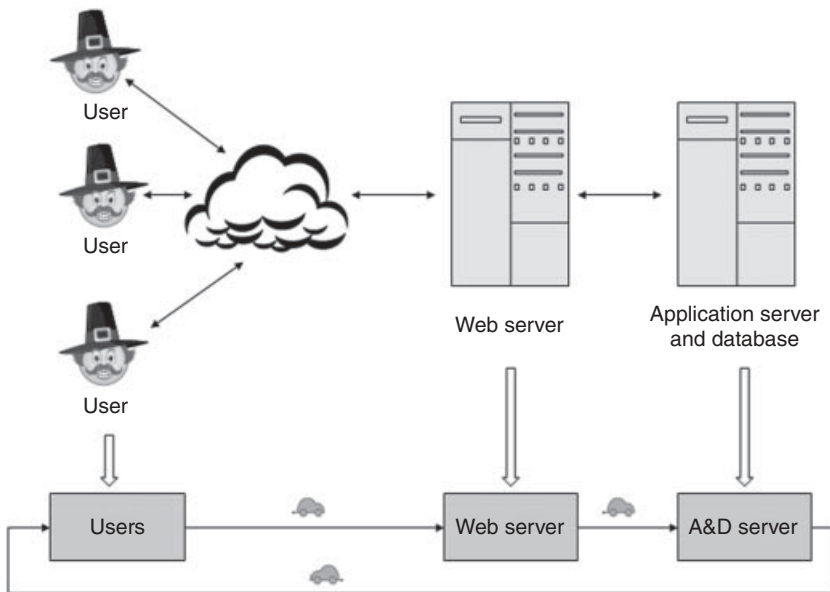 User
User
User
Web server
Application server
and database
Users
Web server
A&D server